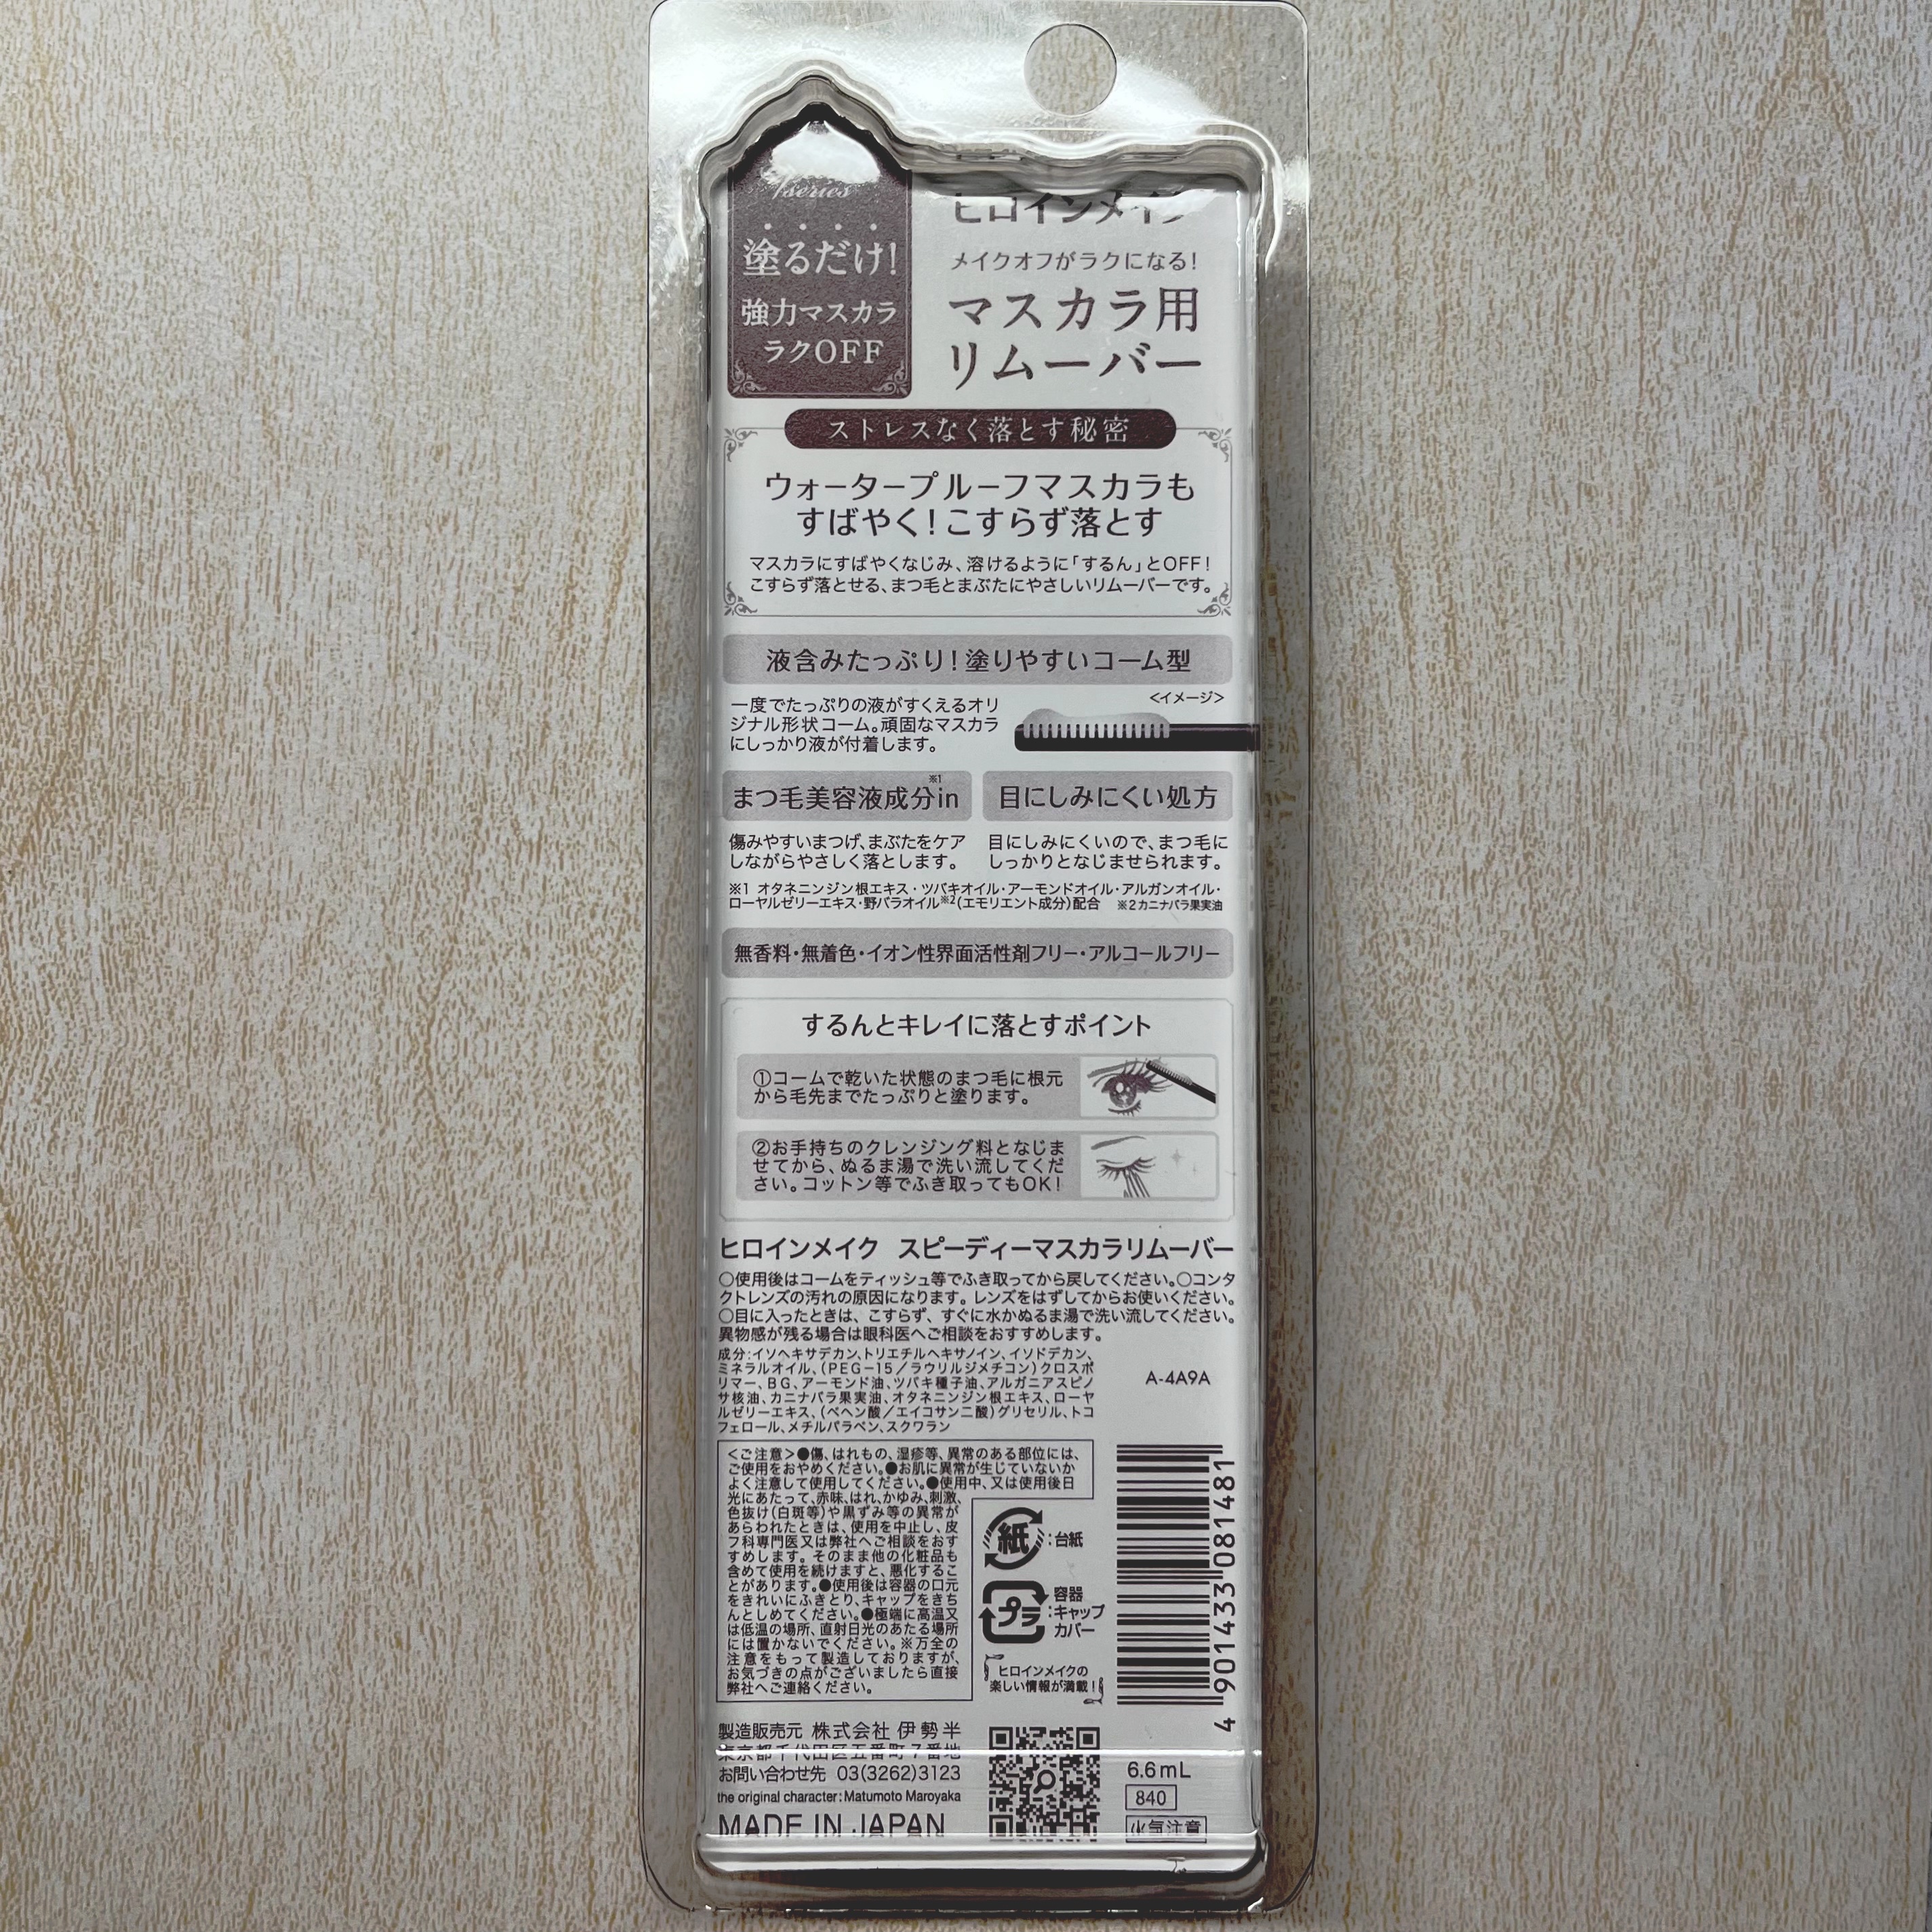 series
塗るだけ!
強力マスカラ
ラクOFF
ヒロインメイク
メイクオフがラクになる!
マスカラ用
リムーバー
ストレスなく落とす秘密
ウォータープルーフマスカラも
すばやく!こすらず落とす
マスカラにすばやくなじみ、溶けるように「するん」とOFF!
こすらず落とせる、まつ毛とまぶたにやさしいリムーバーです。
液含みたっぷり!塗りやすいコーム型
一度でたっぷりの液がすくえるオリ
ジナル形状コーム。頑固なマスカラ
にしっかり液が付着します。
<イメージ>
まつ毛美容液成分in※1
傷みやすいまつげ、まぶたをケア
しながらやさしく落とします。
目にしみにくい処方
目にしみにくいので、まつ毛に
しっかりとなじませられます。
※1 オタネニンジン根エキス・ツバキオイル・アーモンドオイル・アルガンオイル・
ローヤルゼリーエキス・野バラオイル※2(エモリエント成分)配合 ※2カニナバラ果実油
無香料・無着色・イオン性界面活性剤フリー・アルコールフリー
するんとキレイに落とすポイント
①コームで乾いた状態のまつ毛に根元
から毛先までたっぷりと塗ります。
②お手持ちのクレンジング料となじま
せてから、ぬるま湯で洗い流してくだ
さい。コットン等でふき取ってもOK!
ヒロインメイク スピーディーマスカラリムーバー
○使用後はコームをティッシュ等でふき取ってから戻してください。○コンタ
クトレンズの汚れの原因になります。レンズをはずしてからお使いください。
○目に入ったときは、こすらず、すぐに水かぬるま湯で洗い流してください。
異物感が残る場合は眼科医へご相談をおすすめします。
成分:イソヘキサデカン、トリエチルヘキサノイン、イソドデカン、
ミネラルオイル、(PEG-15/ラウリルジメチコン)クロスポ
リマー、BG、アーモンド油、ツバキ種子油、アルガニアスピノ
サ核油、カニナバラ果実油、オタネニンジン根エキス、ローヤ
ルゼリーエキス、(ベヘン酸/エイコサン二酸)グリセリル、トコ
フェロール、メチルパラベン、スクワラン
A-4A9A
<ご注意>●傷、はれもの、湿疹等、異常のある部位には、
ご使用をおやめください。●お肌に異常が生じていないか
よく注意して使用してください。●使用中、又は使用後日
光にあたって、赤味、はれ、かゆみ、刺激、
色抜け(白斑等)や黒ずみ等の異常が
あらわれたときは、使用を中止し、皮
フ科専門医又は弊社へご相談をおす
すめします。そのまま他の化粧品も
含めて使用を続けますと、悪化するこ
とがあります。●使用後は容器の口元
をきれいにふきとり、キャップをきち
んとしめてください。●極端に高温又
は低温の場所、直射日光のあたる場所
には置かないでください。※万全の
注意をもって製造しておりますが、
お気づきの点がございましたら直接
弊社へご連絡ください。
紙:台紙
プラ:容器
キャップ
カバー
ヒロインメイクの
楽しい情報が満載!
4 901433 081481
製造販売元 株式会社 伊勢半
東京都千代田区五番町7番地
お問い合わせ先 03(3262)3123
the original character:Matumoto Maroyaka
MADE IN JAPAN
6.6mL
840
火気注意